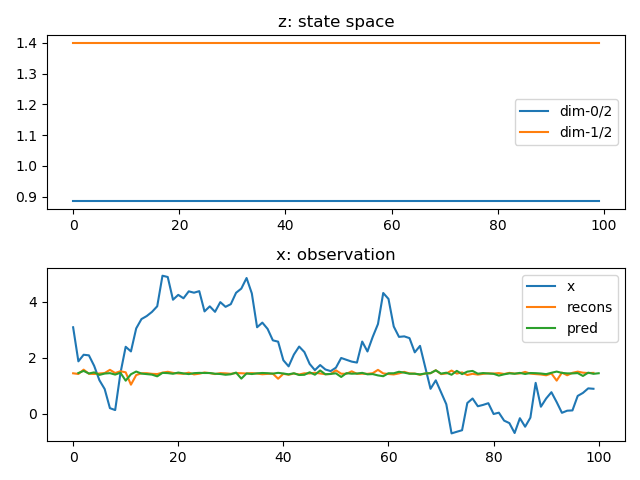 z: state space
1.4
1.3
1.2
1.1
1.0
0.9
dim-0/2
dim-1/2
0 20 40 60 80 100
x: observation
4
2
0
x
recons
pred
0 20 40 60 80 100